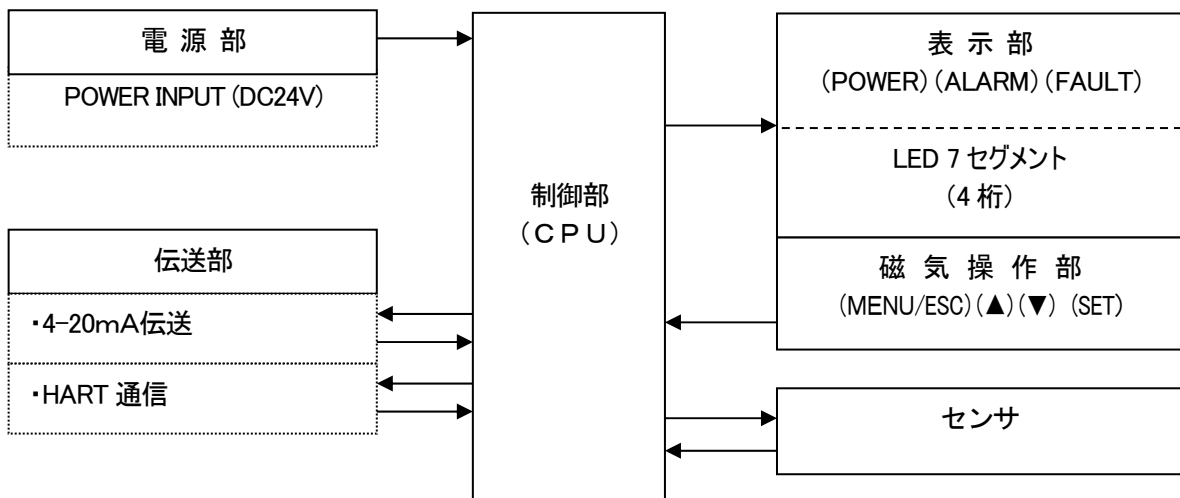 電 源 部
POWER INPUT (DC24V)
伝送部
・4-20mA伝送
・HART 通信
制御部
(CPU)
表 示 部
(POWER) (ALARM) (FAULT)
LED 7 セグメント
(4 桁)
磁 気 操 作 部
(MENU/ESC) (▲) (▼) (SET)
センサ